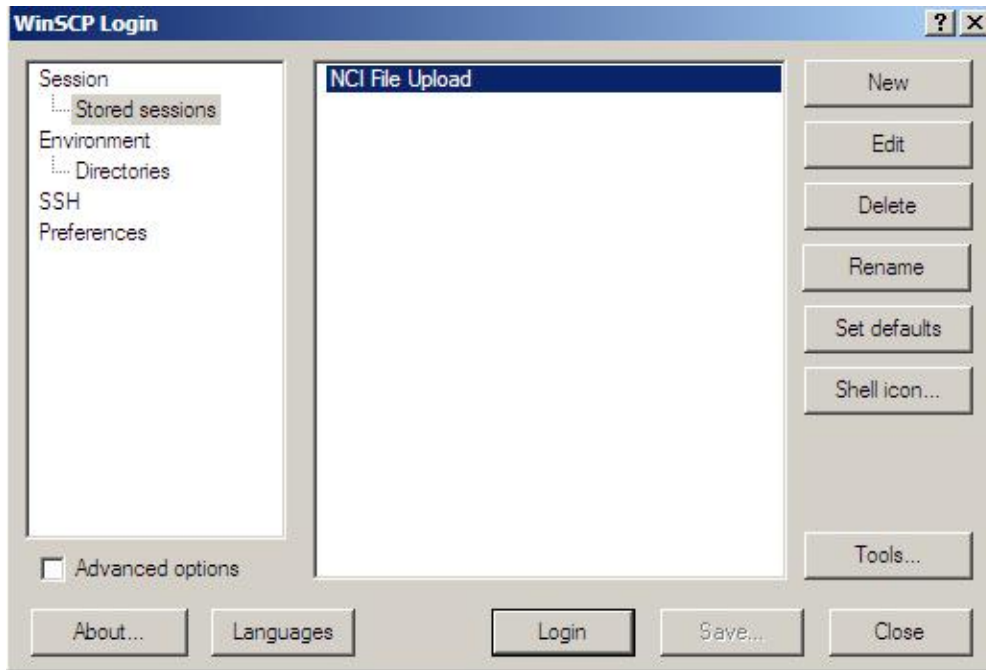 WinSCP Login
Session
Stored sessions
Environment
Directories
SSH
Preferences
Advanced options
NCI File Upload
New
Edit
Delete
Rename
Set defaults
Shell icon...
Tools...
About...
Languages
Login
Save...
Close